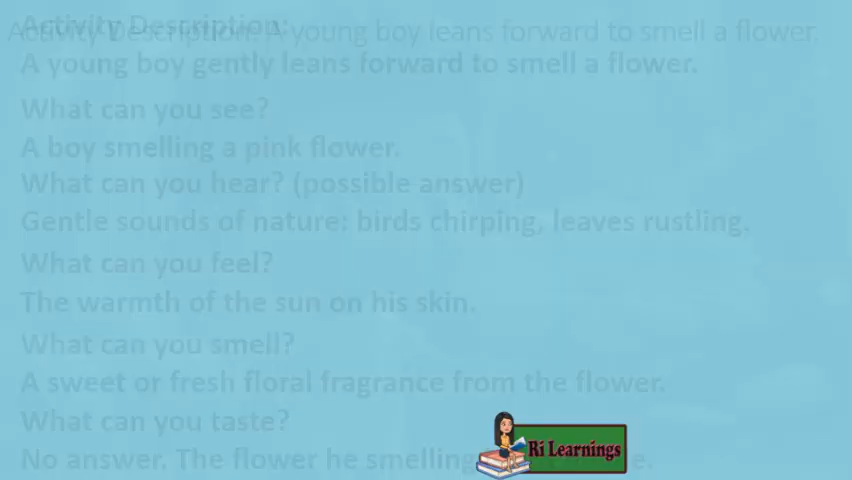 Activity Description:
Activity Description: A young boy leans forward to smell a flower.
A young boy gently leans forward to smell a flower.
What can you see?
A boy smelling a pink flower.
What can you hear? (possible answer)
Gentle sounds of nature: birds chirping, leaves rustling.
What can you feel?
The warmth of the sun on his skin.
What can you smell?
A sweet or fresh floral fragrance from the flower.
What can you taste?
No answer. The flower he smelling
Ri Learnings